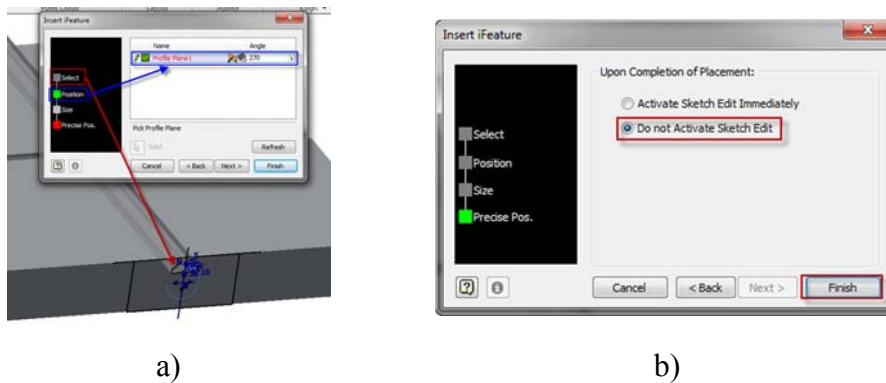 Insert iFeature
Name Angle
Profile Plane1 270
Select
Position
Size
Precise Pos.
Pick Profile Plane
Solid
Refresh
Cancel < Back Next > Finish
a)
Insert iFeature
Upon Completion of Placement:
Activate Sketch Edit Immediately
Do not Activate Sketch Edit
Select
Position
Size
Precise Pos.
Cancel < Back Next > Finish
b)